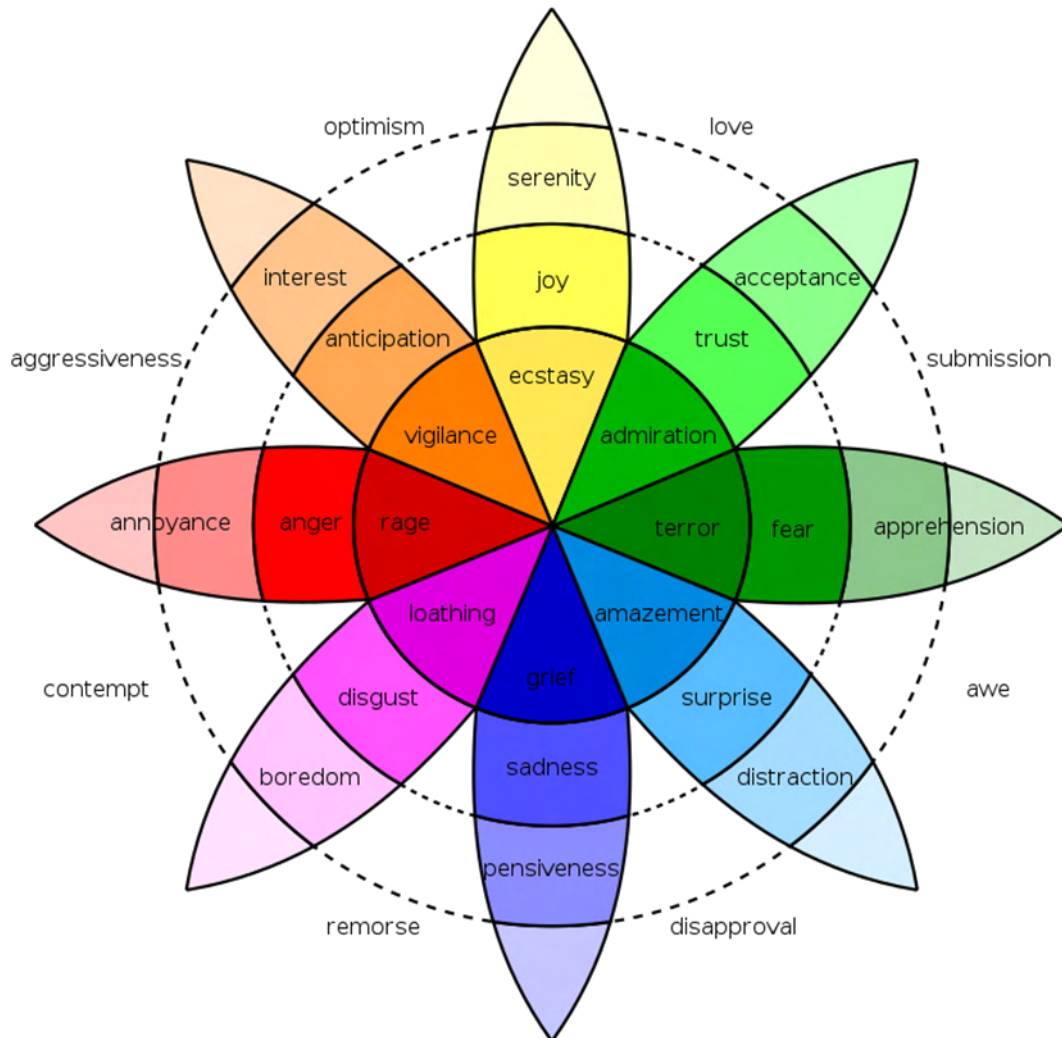 optimism
love
serenity
interest
joy
acceptance
anticipation
trust
aggressiveness
submission
ecstasy
vigilance
admiration
annoyance
anger
rage
terror
fear
apprehension
loathing
amazement
contempt
disgust
grief
surprise
awe
boredom
sadness
distraction
pensiveness
remorse
disapproval